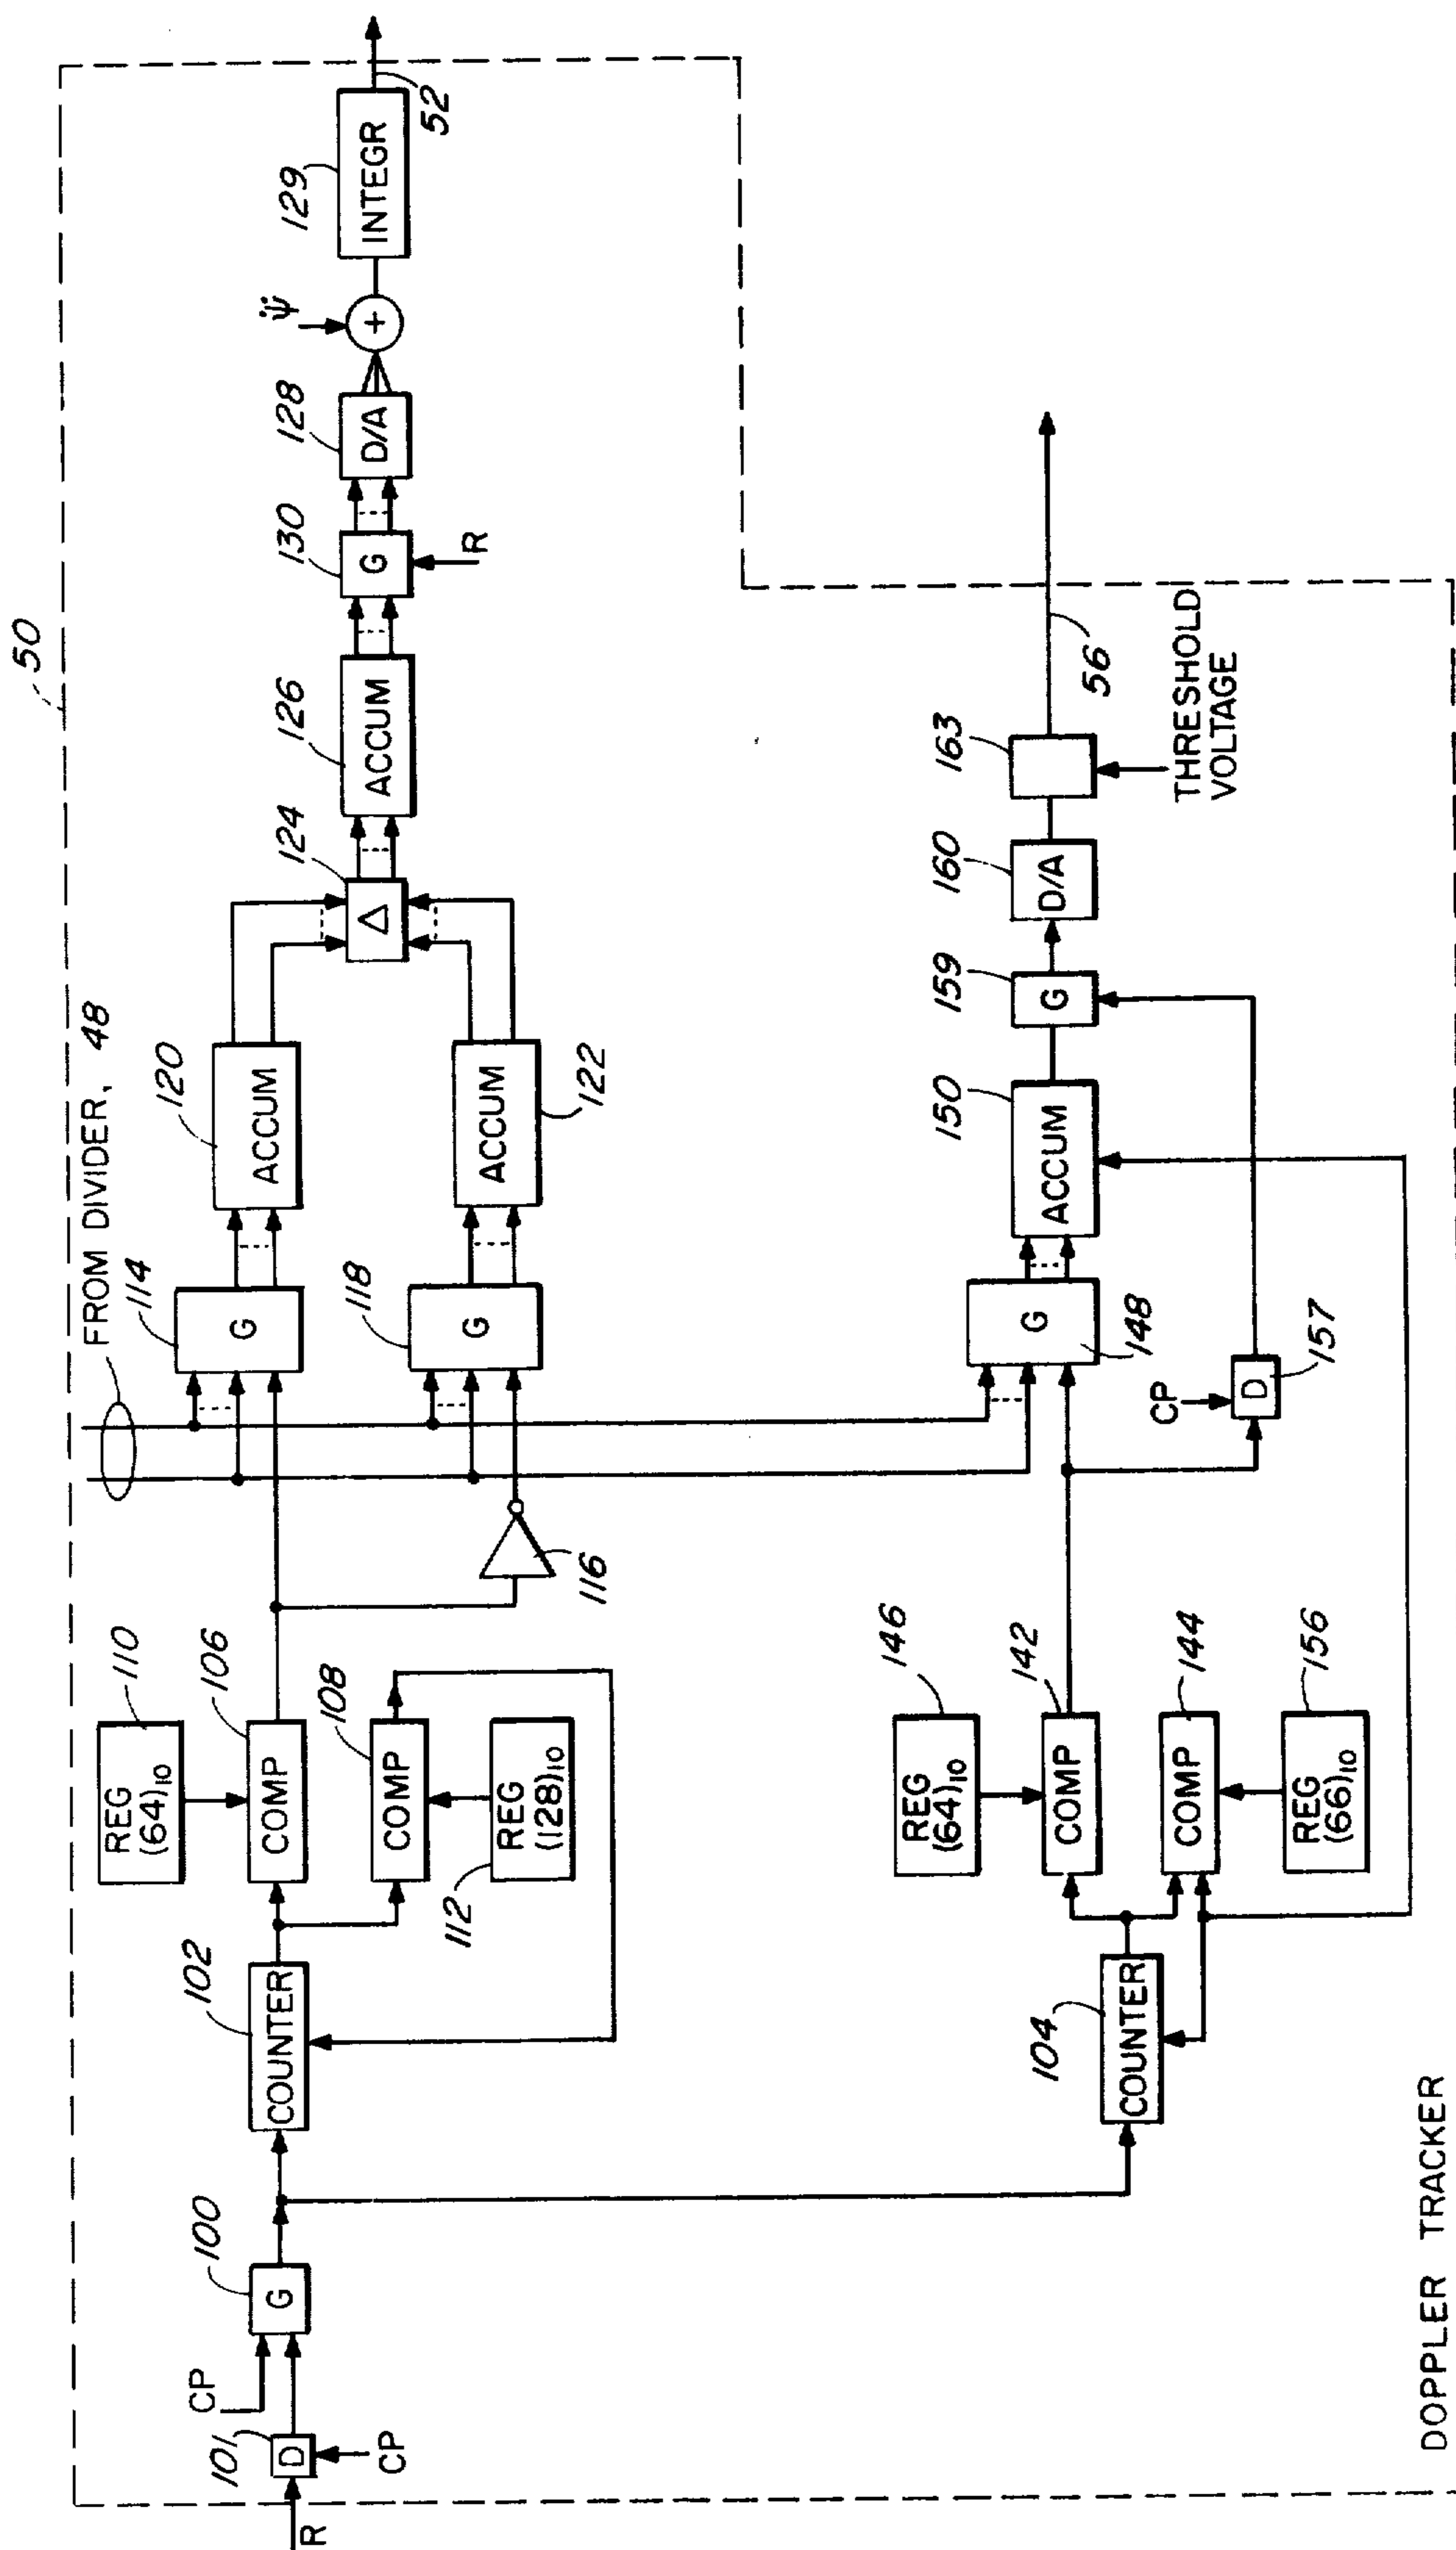 50
FROM DIVIDER, 48
R
101
D
CP
CP
100
G
102
COUNTER
110
REG
(64)10
106
COMP
108
COMP
112
REG
(128)10
116
114
G
118
G
120
ACCUM
122
ACCUM
124
Δ
126
ACCUM
130
G
R
128
D/A
ψ̈
+
129
INTEGR
52
104
COUNTER
146
REG
(64)10
142
COMP
144
COMP
156
REG
(66)10
148
G
CP
D
157
150
ACCUM
159
G
160
D/A
163
THRESHOLD
VOLTAGE
56
DOPPLER TRACKER